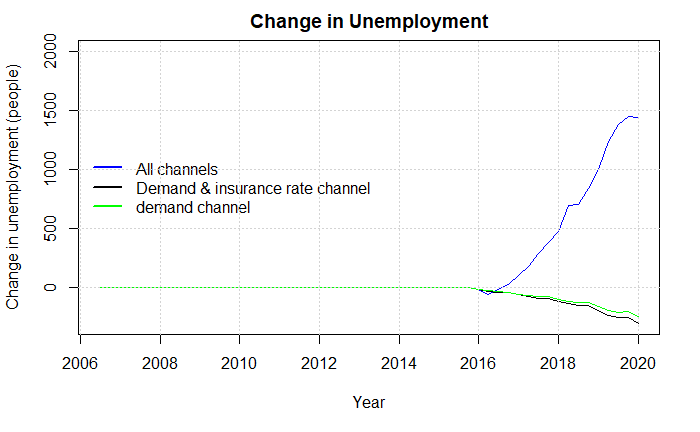 Change in Unemployment
Change in unemployment (people)
2000
1500
1000
500
0
All channels
Demand & insurance rate channel
demand channel
2006 2008 2010 2012 2014 2016 2018 2020
Year